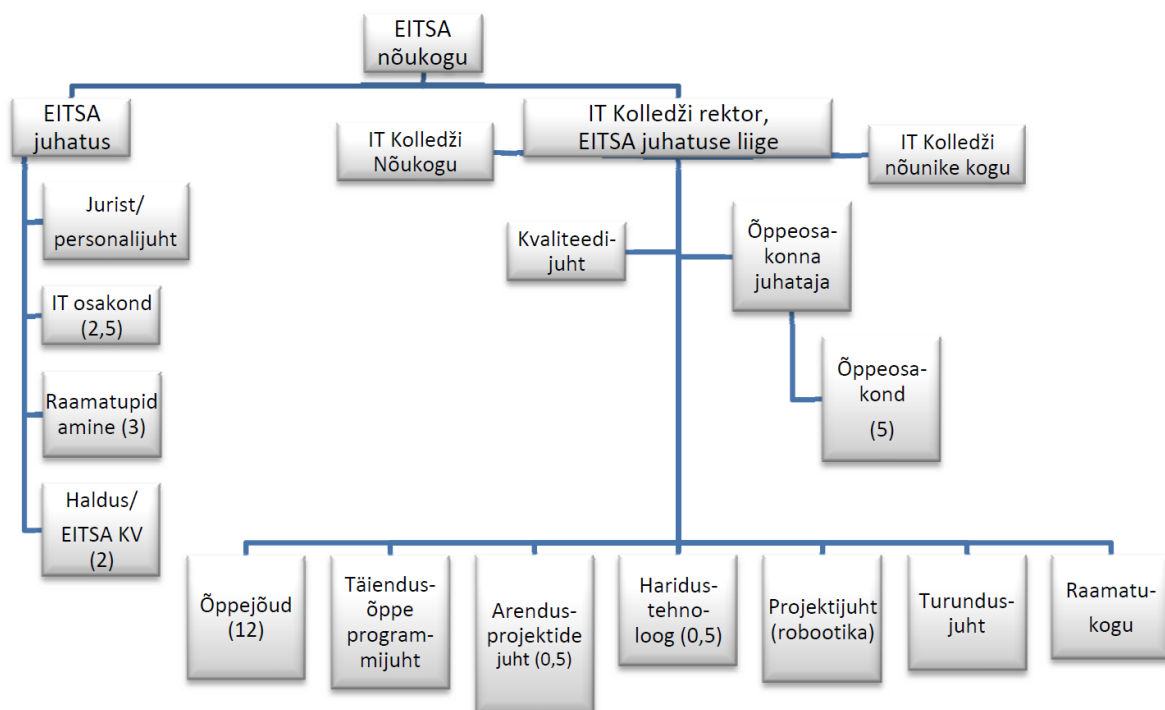 EITSA
nõukogu
EITSA
juhatus
IT Kolledži rektor,
EITSA juhatuse liige
IT Kolledži
Nõukogu
IT Kolledži
nõunike kogu
Jurist/
personalijuht
Kvaliteedi-
juht
Õppeosa-
konna
juhataja
IT osakond
(2,5)
Õppeosa-
kond
(5)
Raamatupid
amine (3)
Haldus/
EITSA KV
(2)
Õppejõud
(12)
Täiendus-
õppe
program-
mijuht
Arendus-
projektide
juht (0,5)
Haridus-
tehno-
loog (0,5)
Projektijuht
(robootika)
Turundus-
juht
Raamatu-
kogu